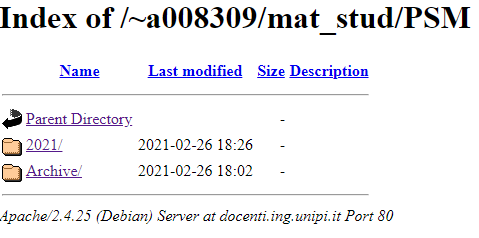 Index of /~a008309/mat_stud/PSM
Name Last modified Size Description
Parent Directory -
2021/ 2021-02-26 18:26 -
Archive/ 2021-02-26 18:02 -
Apache/2.4.25 (Debian) Server at docenti.ing.unipi.it Port 80